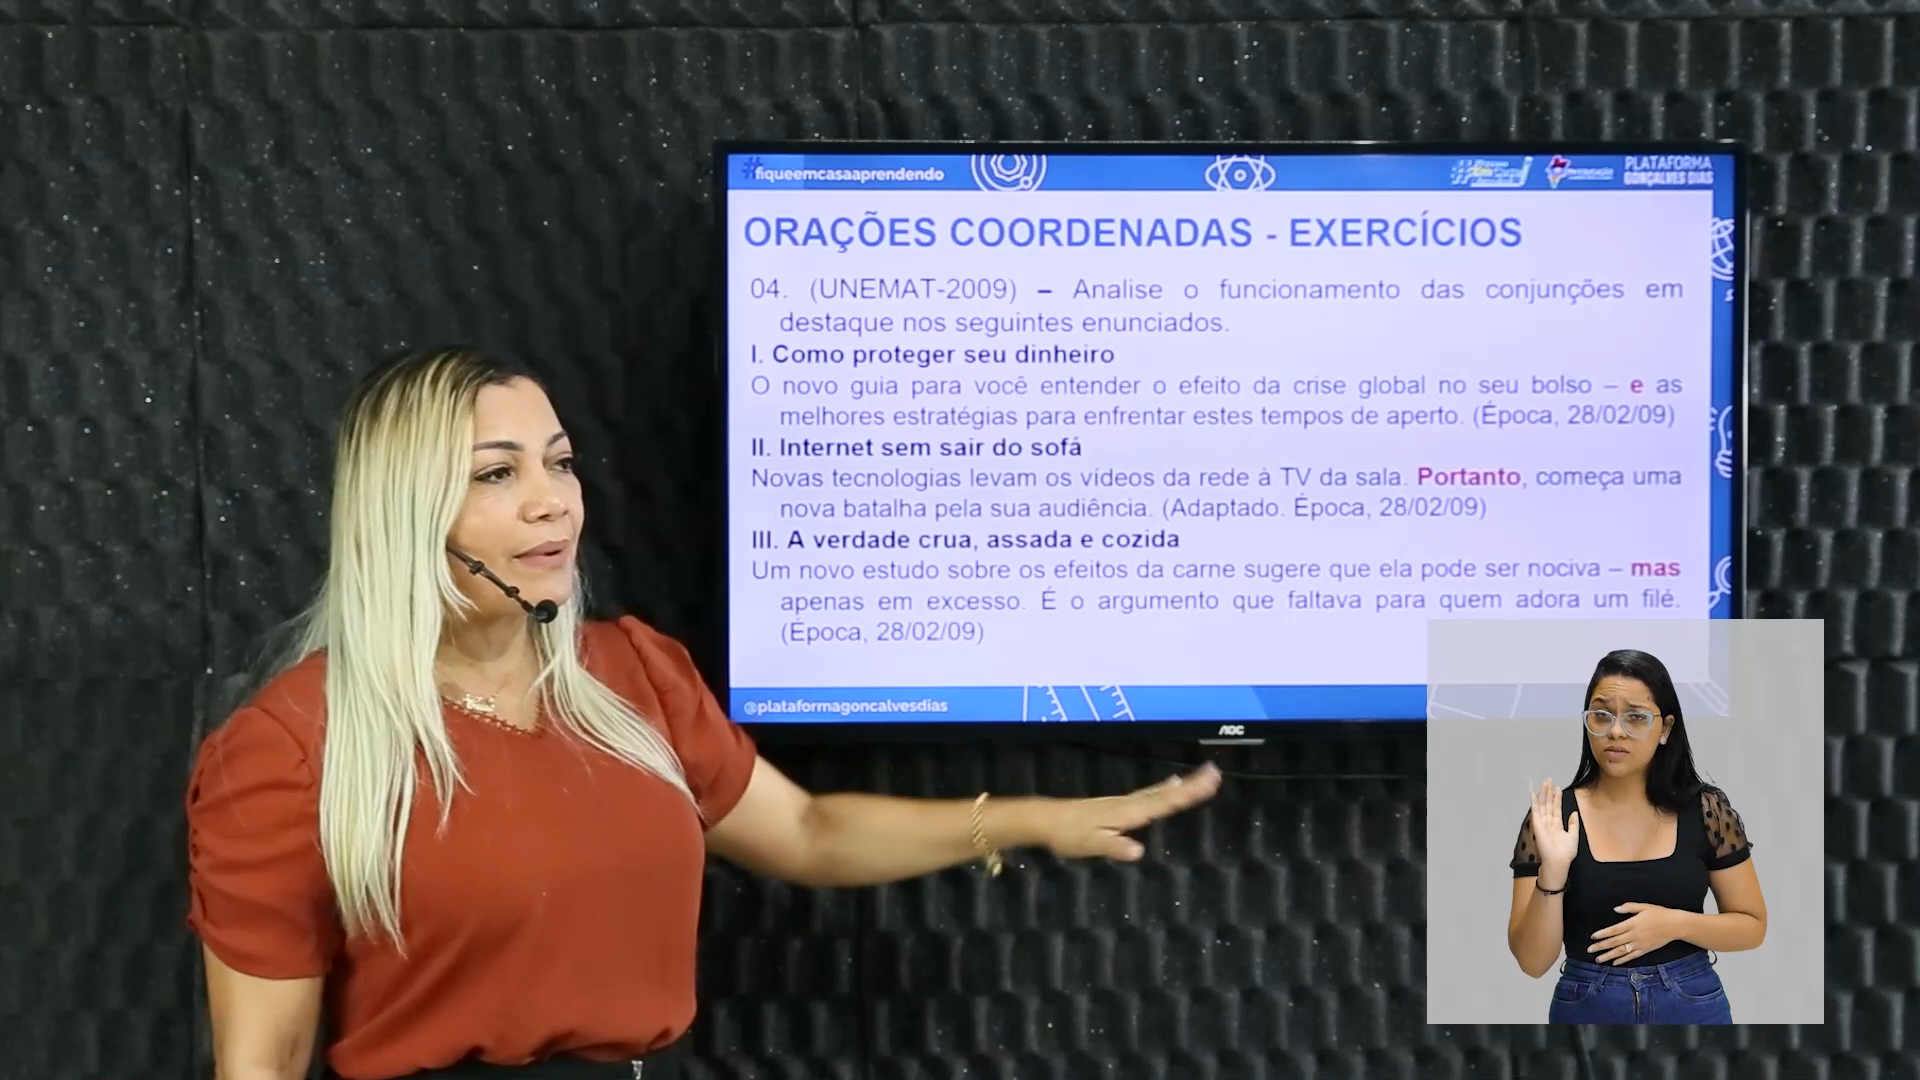 #fiqueemcasaaprendendo
PLATAFORMA
GONÇALVES DIAS
ORAÇÕES COORDENADAS - EXERCÍCIOS
04. (UNEMAT-2009) – Analise o funcionamento das conjunções em
destaque nos seguintes enunciados.
I. Como proteger seu dinheiro
O novo guia para você entender o efeito da crise global no seu bolso – e as
melhores estratégias para enfrentar estes tempos de aperto. (Época, 28/02/09)
II. Internet sem sair do sofá
Novas tecnologias levam os vídeos da rede à TV da sala. Portanto, começa uma
nova batalha pela sua audiência. (Adaptado. Época, 28/02/09)
III. A verdade crua, assada e cozida
Um novo estudo sobre os efeitos da carne sugere que ela pode ser nociva – mas
apenas em excesso. É o argumento que faltava para quem adora um filé.
(Época, 28/02/09)
@plataformagoncalvesdias
AOC